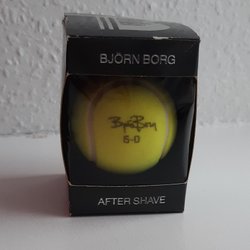 BJÖRN BORG
Björn Borg
6-0
AFTER SHAVE